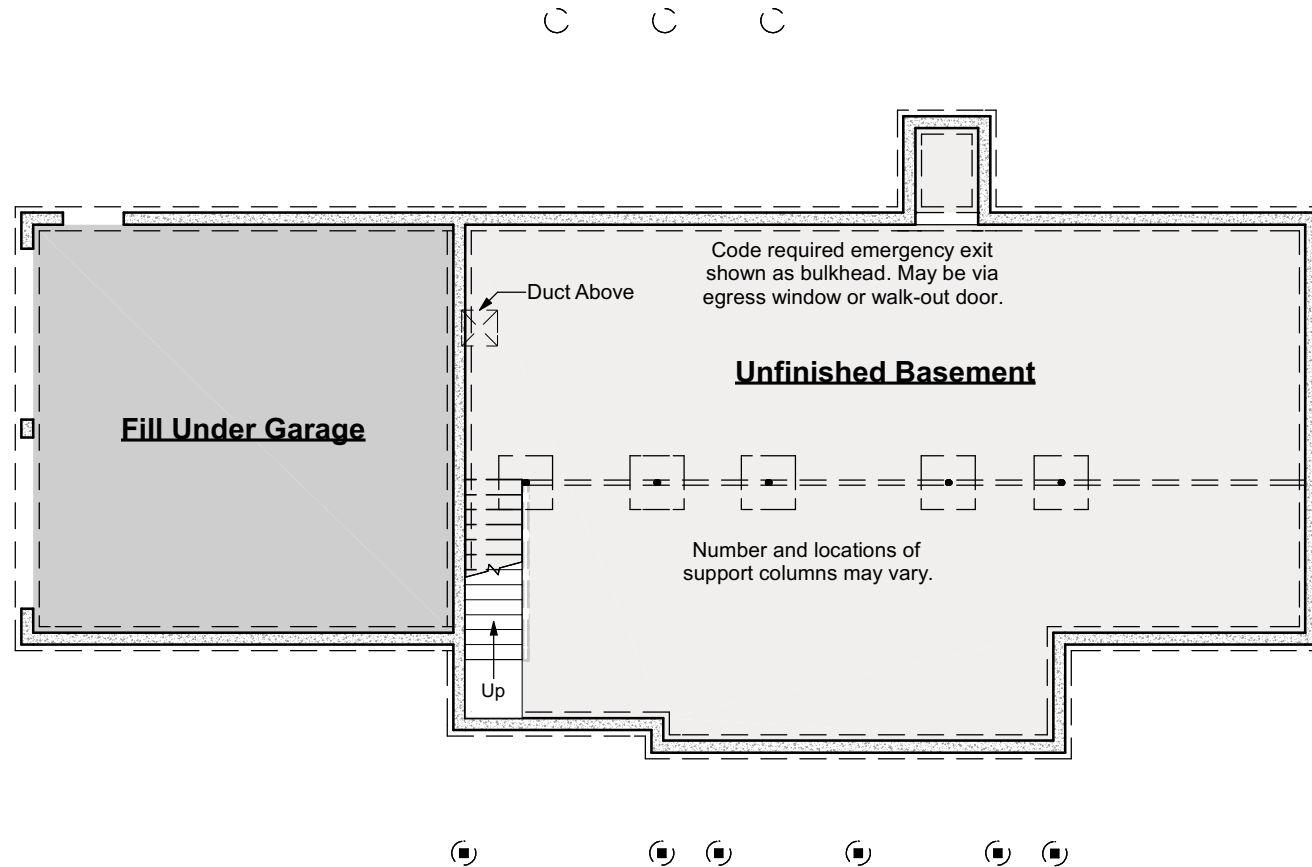 Code required emergency exit
shown as bulkhead. May be via
egress window or walk-out door.
Duct Above
Unfinished Basement
Fill Under Garage
Number and locations of
support columns may vary.
Up